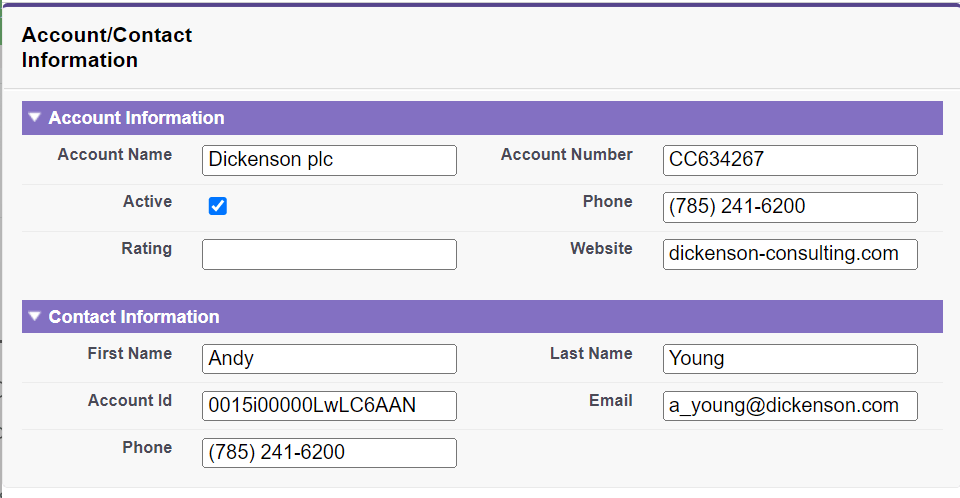 Account/Contact
Information
Account Information
Account Name Dickenson plc Account Number CC634267
Active Phone (785) 241-6200
Rating Website dickenson-consulting.com
Contact Information
First Name Andy Last Name Young
Account Id 0015i00000LwLC6AAN Email a_young@dickenson.com
Phone (785) 241-6200